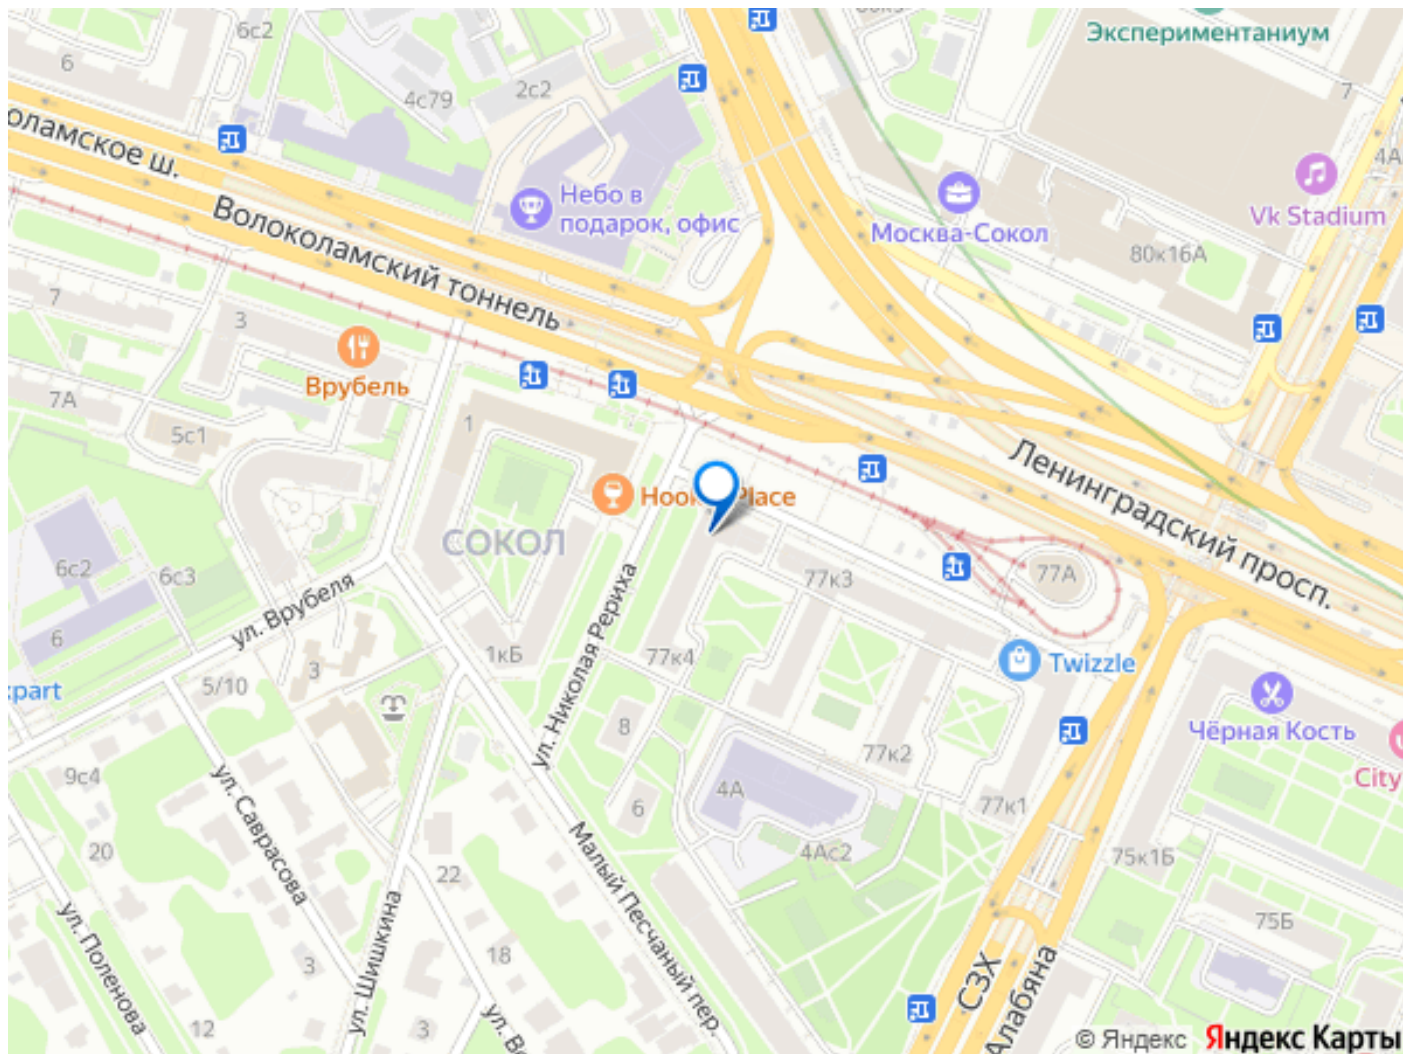 6с2
Экспериментаниум
6
4с79
2с2
7
оламское ш.
4А
Небо в
подарок, офис
Vk Stadium
Волоколамский тоннель
Москва-Сокол
80к16А
7
3
Врубель
7А
5с1
1
Ленинградский просп.
Place
СОКОЛ
6с2
6с3
77к3
77А
ул. Врубеля
ул. Николая Рериха
6
1кБ
77к4
Twizzle
3
5/10
храрт
8
Чёрная Кость
77к2
9с4
City
4А
ул. Саврасова
6
77к1
Малый Песчаный пер.
20
4Ас2
75к1Б
22
ул. Поленова
ул. Шишкина
75Б
18
3
СЗХ
Алабяна
12
3
ул. Ве
© Яндекс Яндекс Карты